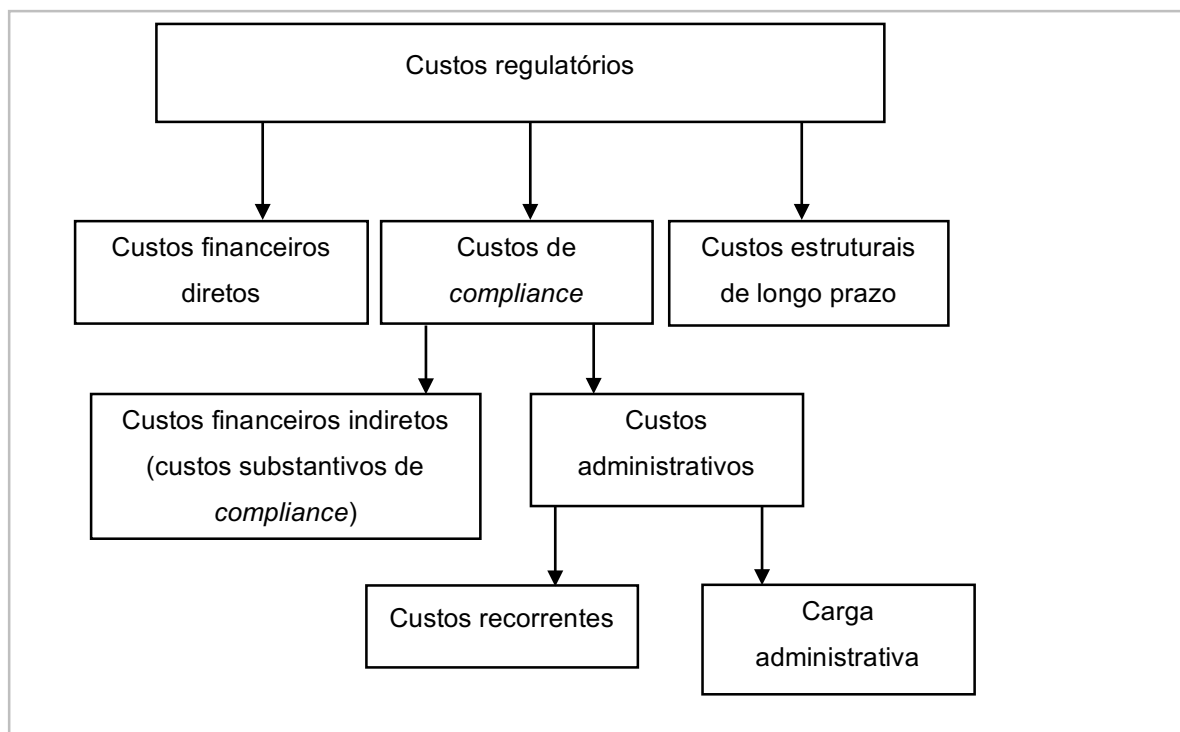 Custos regulatórios
Custos financeiros
diretos
Custos de
compliance
Custos estruturais
de longo prazo
Custos financeiros indiretos
(custos substantivos de
compliance)
Custos
administrativos
Custos recorrentes
Carga
administrativa